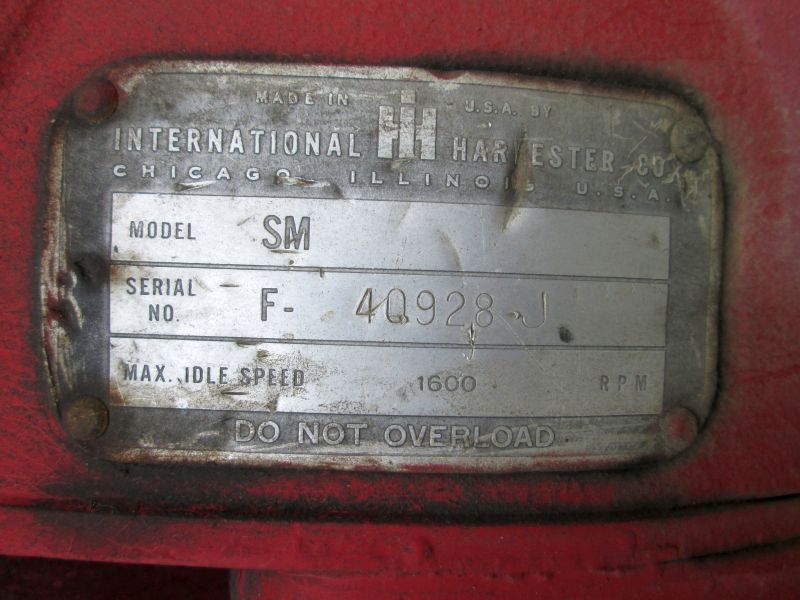 MADE IN IH U.S.A. BY
INTERNATIONAL HARVESTER CO.
CHICAGO, ILLINOIS U.S.A.
MODEL SM
SERIAL NO. F- 40928 J
MAX. IDLE SPEED 1600 RPM
DO NOT OVERLOAD